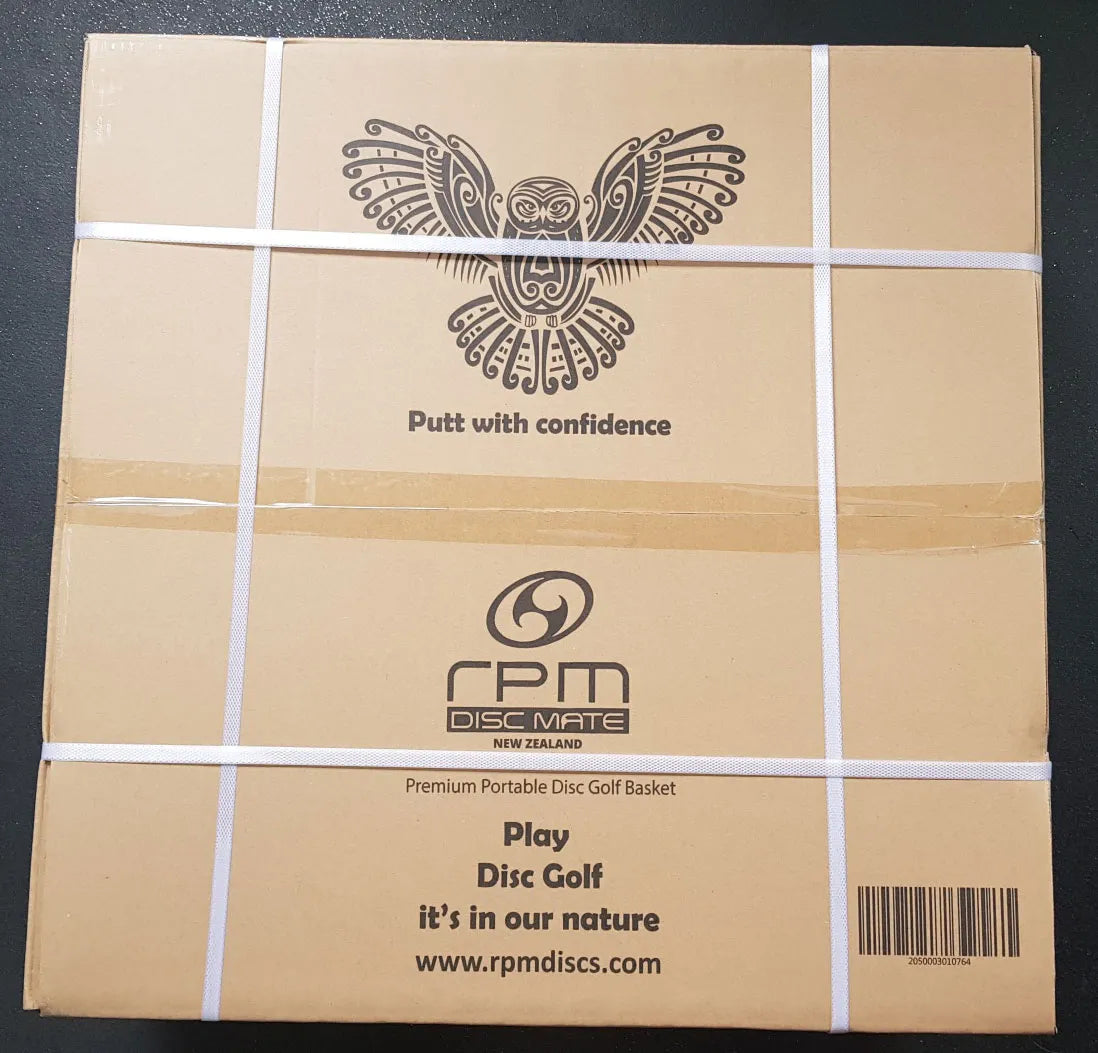 Putt with confidence
rpm
DISC MATE
NEW ZEALAND
Premium Portable Disc Golf Basket
Play
Disc Golf
it's in our nature
www.rpmdiscs.com
2050003010764